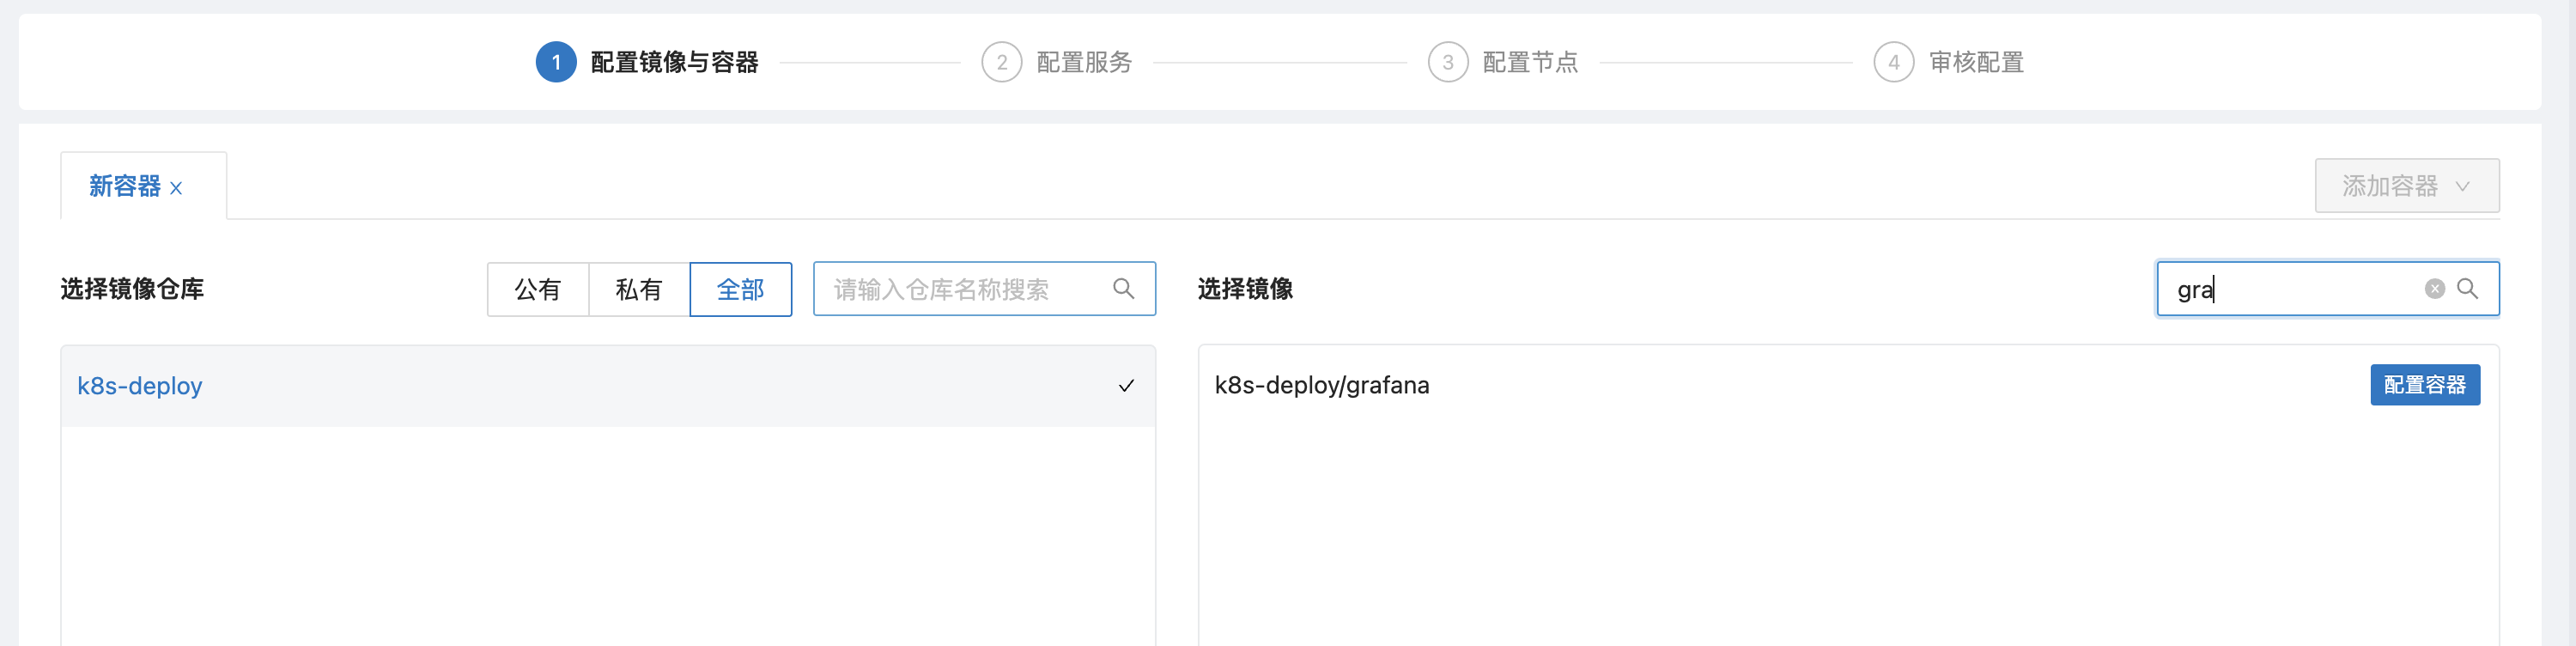 1 配置镜像与容器 2 配置服务 3 配置节点 4 审核配置
新容器 x 添加容器
选择镜像仓库 公有 私有 全部 请输入仓库名称搜索 选择镜像 gra
k8s-deploy k8s-deploy/grafana 配置容器